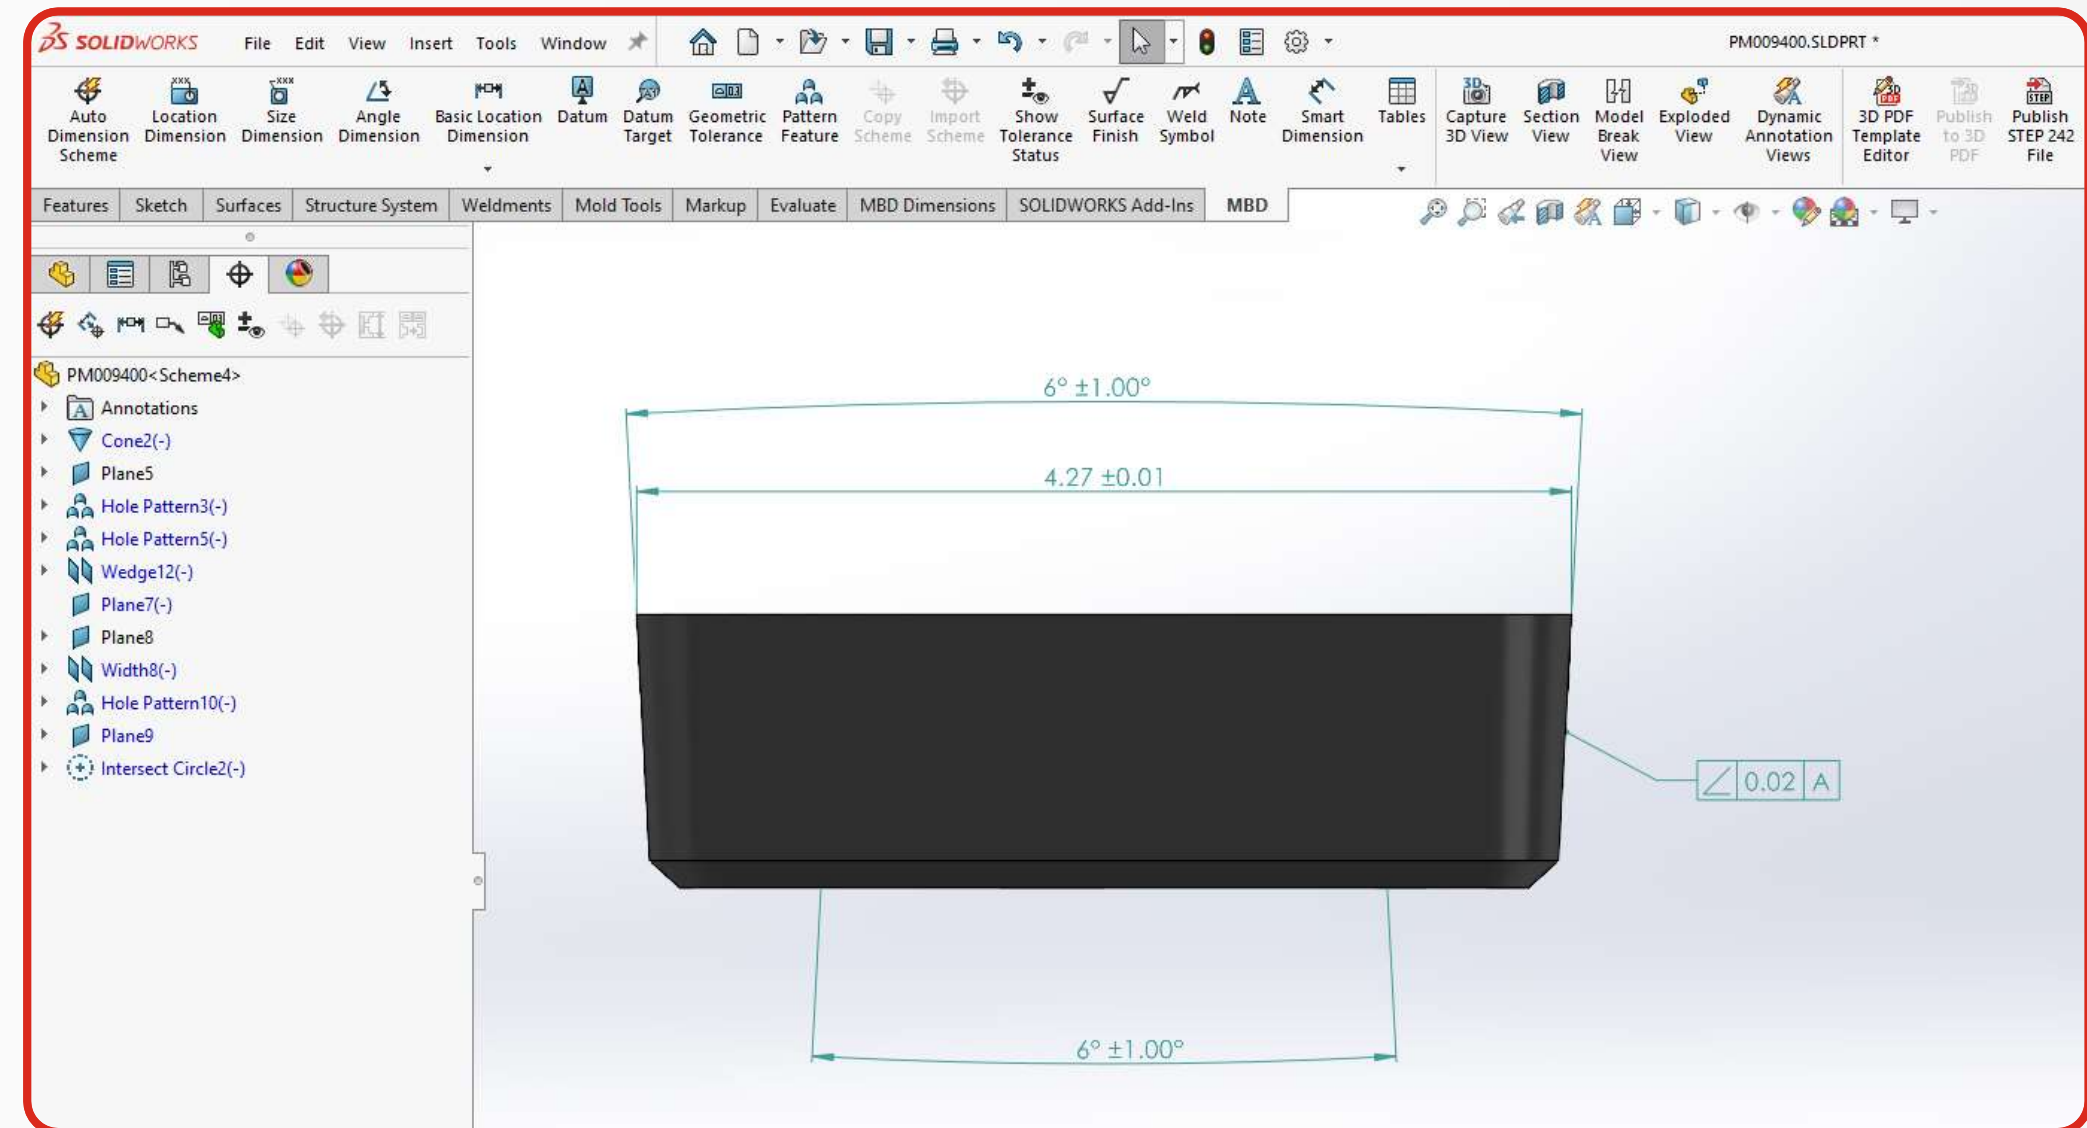 SOLIDWORKS File Edit View Insert Tools Window PM009400.SLDPRT *
Auto Dimension Scheme
Location Dimension
Size Dimension
Angle Dimension
Basic Location Dimension
Datum
Datum Target
Geometric Tolerance
Pattern Feature
Copy Scheme
Import Scheme
Show Tolerance Status
Surface Finish
Weld Symbol
Note
Smart Dimension
Tables
Capture 3D View
Section View
Model Break View
Exploded View
Dynamic Annotation Views
3D PDF Template Editor
Publish to 3D PDF
Publish STEP 242 File
Features Sketch Surfaces Structure System Weldments Mold Tools Markup Evaluate MBD Dimensions SOLIDWORKS Add-Ins MBD
PM009400<Scheme4>
Annotations
Cone2(-)
Plane5
Hole Pattern3(-)
Hole Pattern5(-)
Wedge12(-)
Plane7(-)
Plane8
Width8(-)
Hole Pattern10(-)
Plane9
Intersect Circle2(-)
6° ±1.00°
4.27 ±0.01
∠ 0.02 A
6° ±1.00°